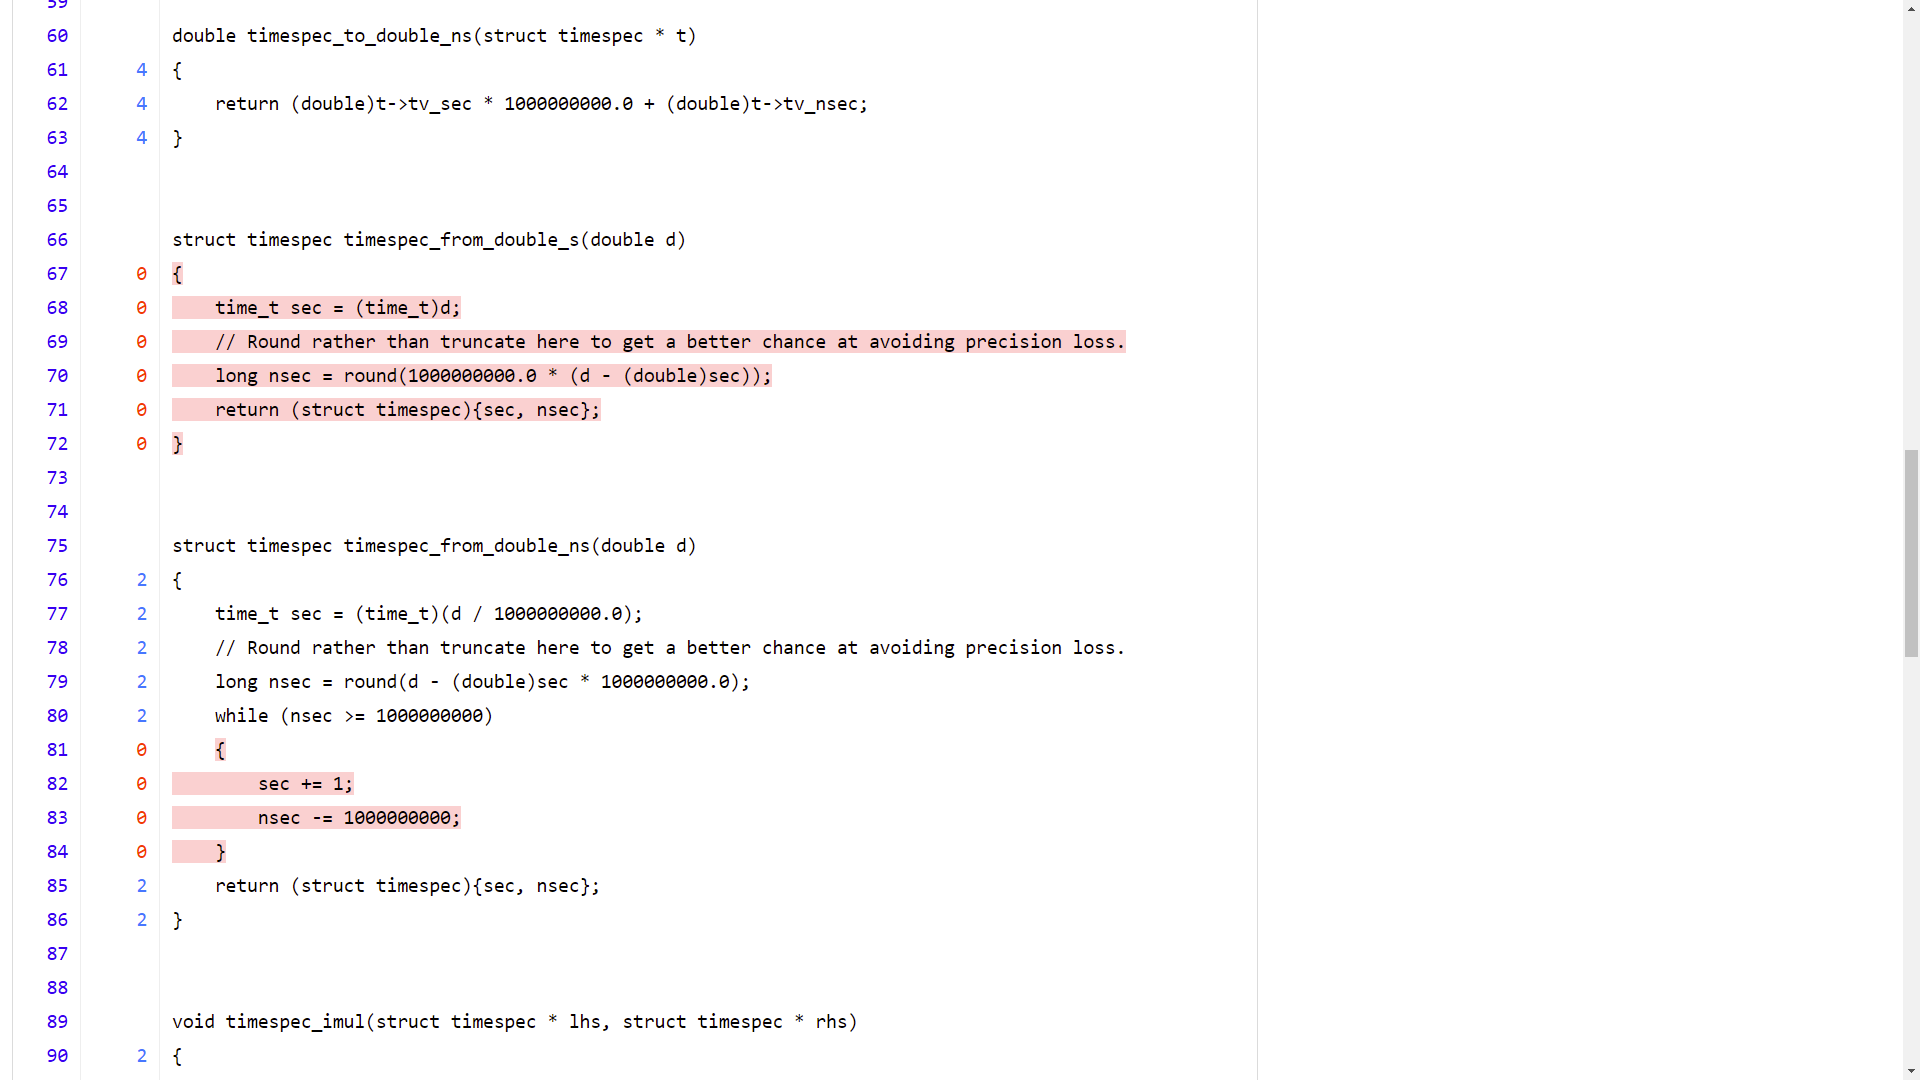 59
60 double timespec_to_double_ns(struct timespec * t)
61 4 {
62 4 return (double)t->tv_sec * 1000000000.0 + (double)t->tv_nsec;
63 4 }
64
65
66 struct timespec timespec_from_double_s(double d)
67 0 {
68 0 time_t sec = (time_t)d;
69 0 // Round rather than truncate here to get a better chance at avoiding precision loss.
70 0 long nsec = round(1000000000.0 * (d - (double)sec));
71 0 return (struct timespec){sec, nsec};
72 0 }
73
74
75 struct timespec timespec_from_double_ns(double d)
76 2 {
77 2 time_t sec = (time_t)(d / 1000000000.0);
78 2 // Round rather than truncate here to get a better chance at avoiding precision loss.
79 2 long nsec = round(d - (double)sec * 1000000000.0);
80 2 while (nsec >= 1000000000)
81 0 {
82 0 sec += 1;
83 0 nsec -= 1000000000;
84 0 }
85 2 return (struct timespec){sec, nsec};
86 2 }
87
88
89 void timespec_imul(struct timespec * lhs, struct timespec * rhs)
90 2 {